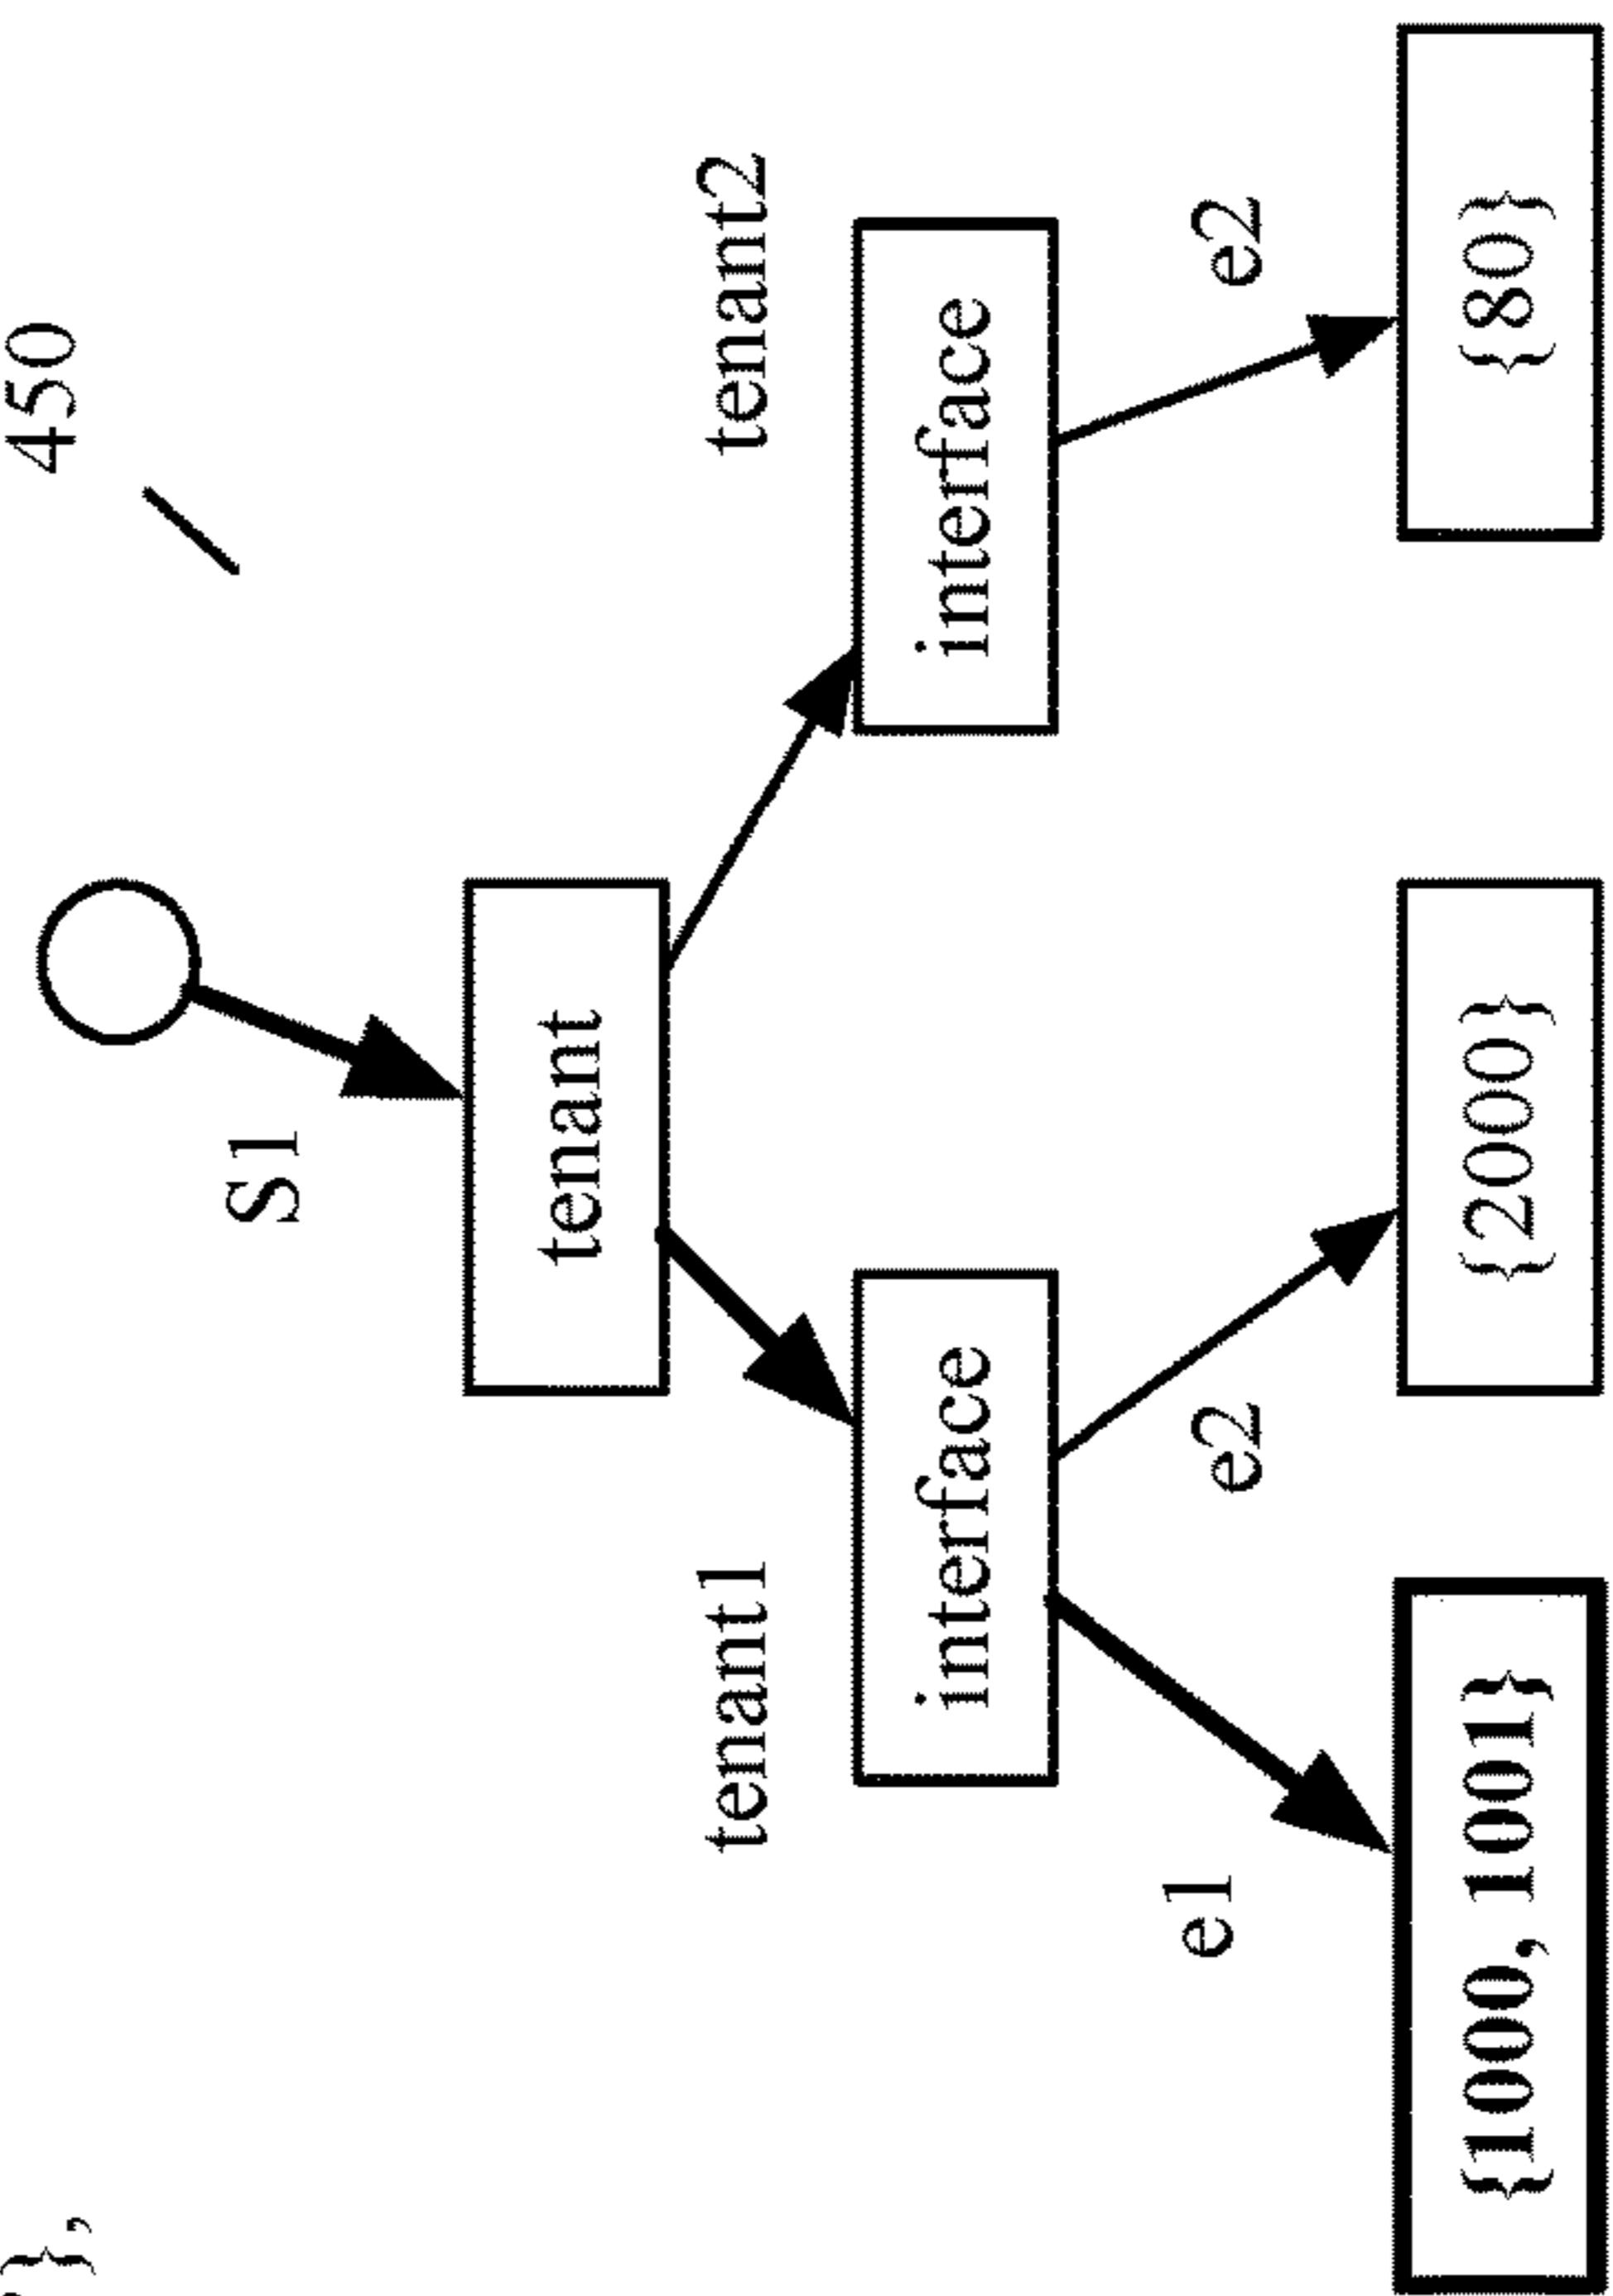 450
S1
tenant
tenant1
tenant2
interface
interface
e1
e2
e2
{1000, 1001}
{2000}
{80}
},